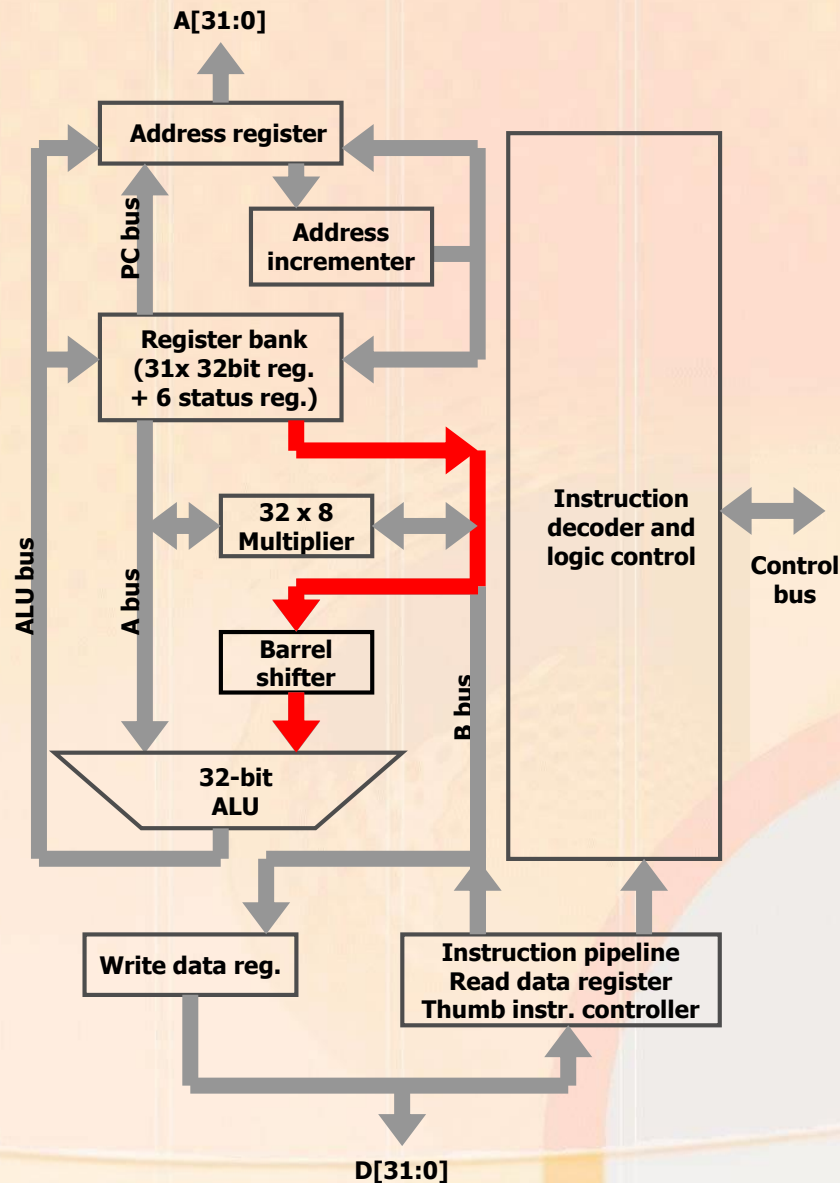 A[31:0]
Address register
PC bus
Address
incrementer
Register bank
(31x 32bit reg.
+ 6 status reg.)
32 x 8
Multiplier
Instruction
decoder and
logic control
Control
bus
ALU bus
A bus
Barrel
shifter
B bus
32-bit
ALU
Write data reg.
Instruction pipeline
Read data register
Thumb instr. controller
D[31:0]